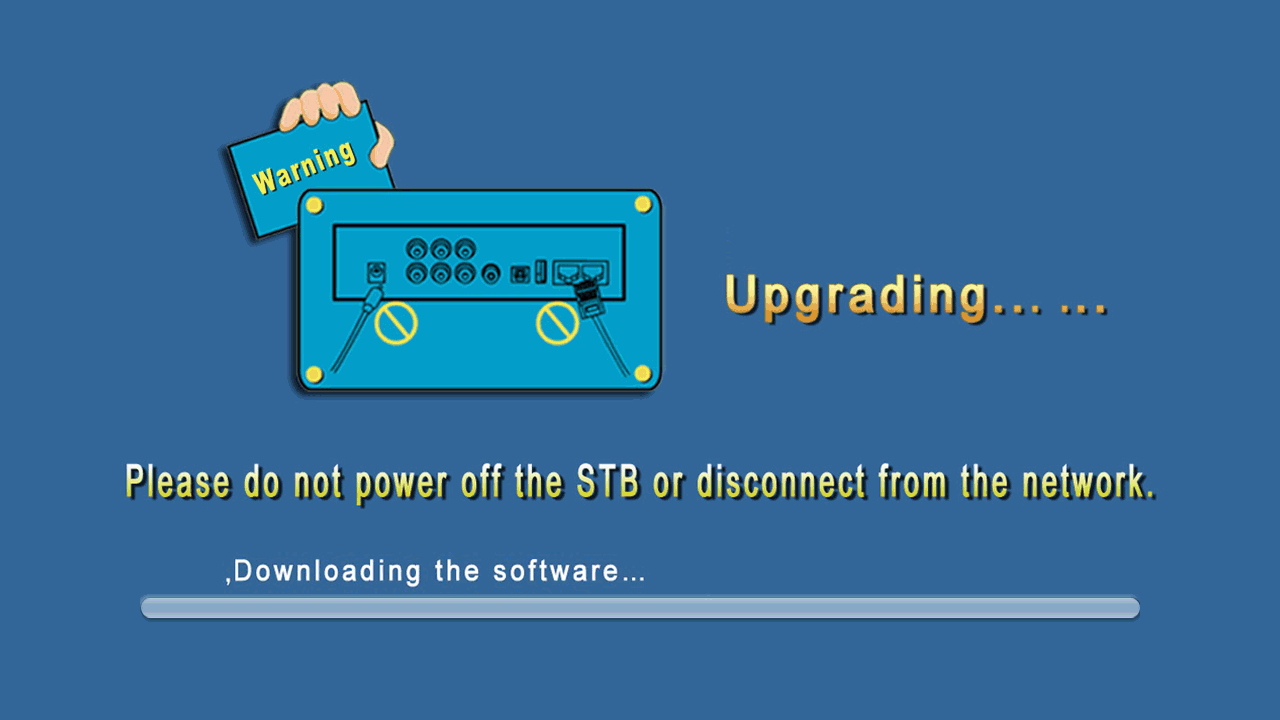 Warning
Upgrading... ...
Please do not power off the STB or disconnect from the network.
,Downloading the software...